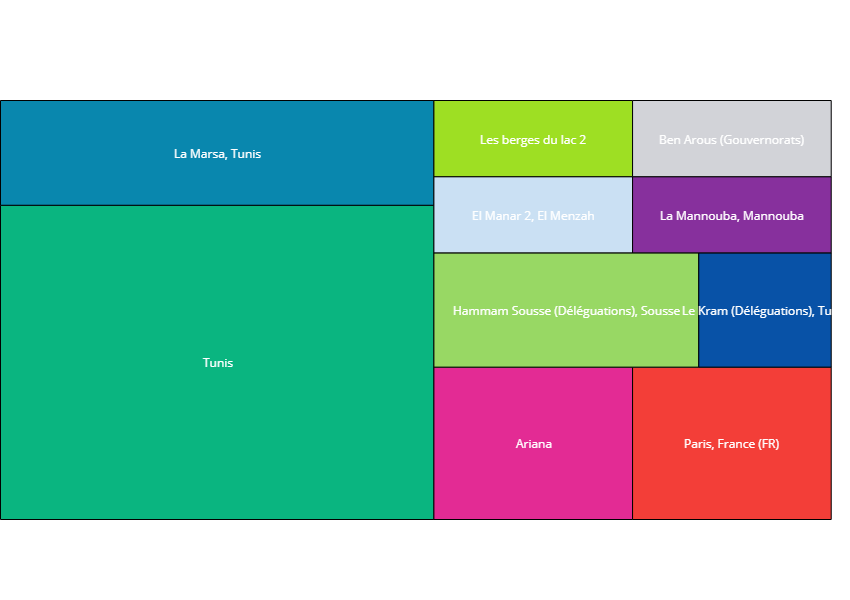 La Marsa, Tunis
Tunis
Les berges du lac 2
Ben Arous (Gouvernorats)
El Manar 2, El Menzah
La Mannouba, Mannouba
Hammam Sousse (Déléguations), Sousse
Le Kram (Déléguations), Tu
Ariana
Paris, France (FR)